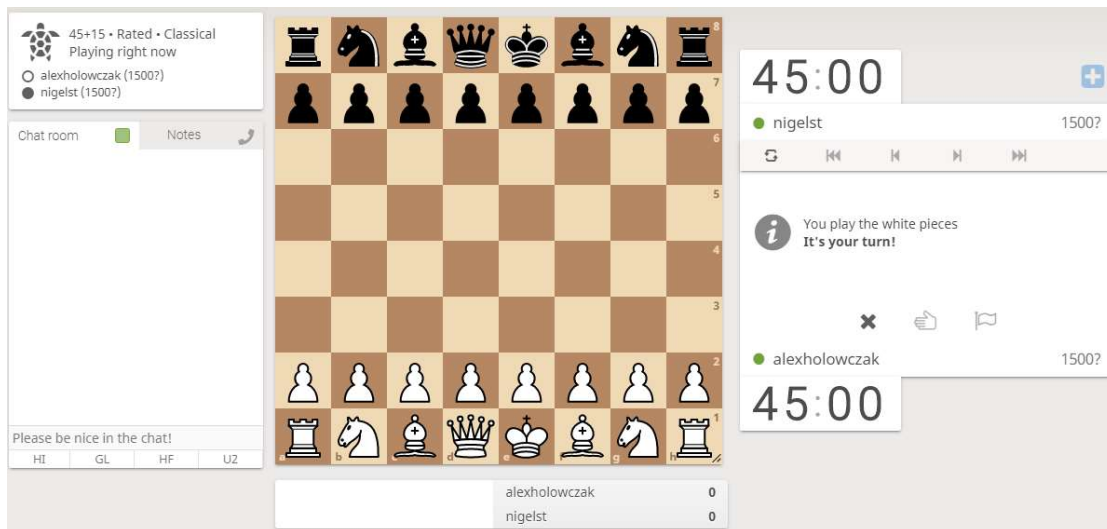 45+15 • Rated • Classical
Playing right now
alexholowczak (1500?)
nigelst (1500?)
Chat room
Notes
Please be nice in the chat!
HI GL HF U2
8
7
6
5
4
3
2
1
a b c d e f g h
alexholowczak 0
nigelst 0
45:00
nigelst 1500?
You play the white pieces
It's your turn!
alexholowczak 1500?
45:00